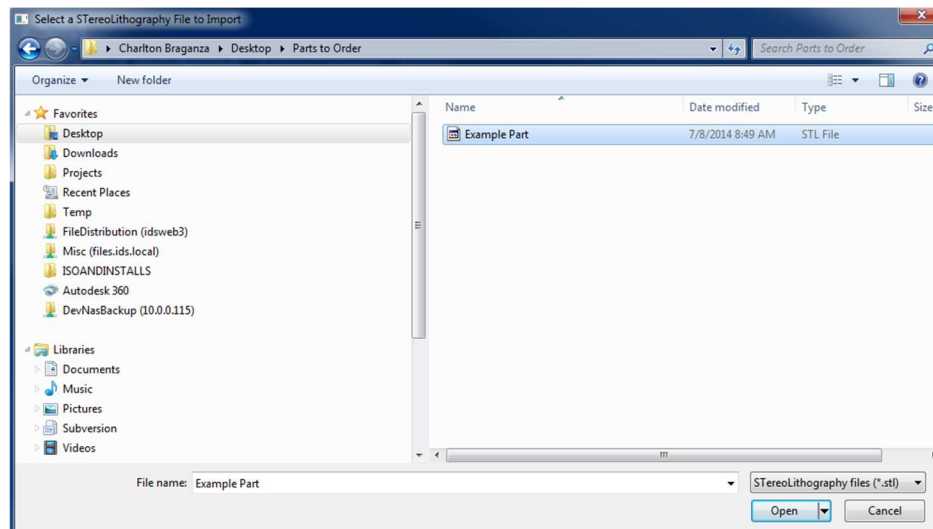 Select a STereoLithography File to Import
Charlton Braganza Desktop Parts to Order
Search Parts to Order
Organize New folder
Name Date modified Type Size
Favorites
Desktop
Downloads
Projects
Recent Places
Temp
FileDistribution (idsweb3)
Misc (files.ids.local)
ISOANDINSTALLS
Autodesk 360
DevNasBackup (10.0.0.115)
Libraries
Documents
Music
Pictures
Subversion
Videos
Example Part 7/8/2014 8:49 AM STL File
File name: Example Part
STereoLithography files (*.stl)
Open Cancel